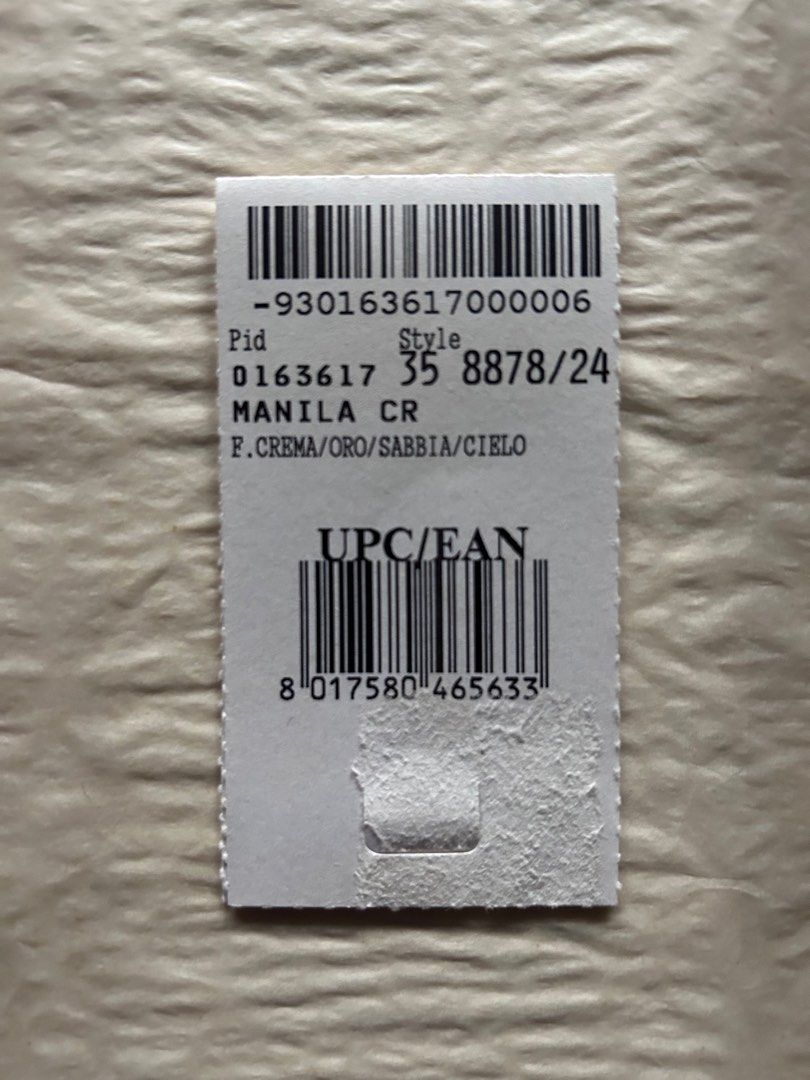 -930163617000006
Pid Style
0163617 35 8878/24
MANILA CR
F.CREMA/ORO/SABBIA/CIELO
UPC/EAN
8 017580 465633